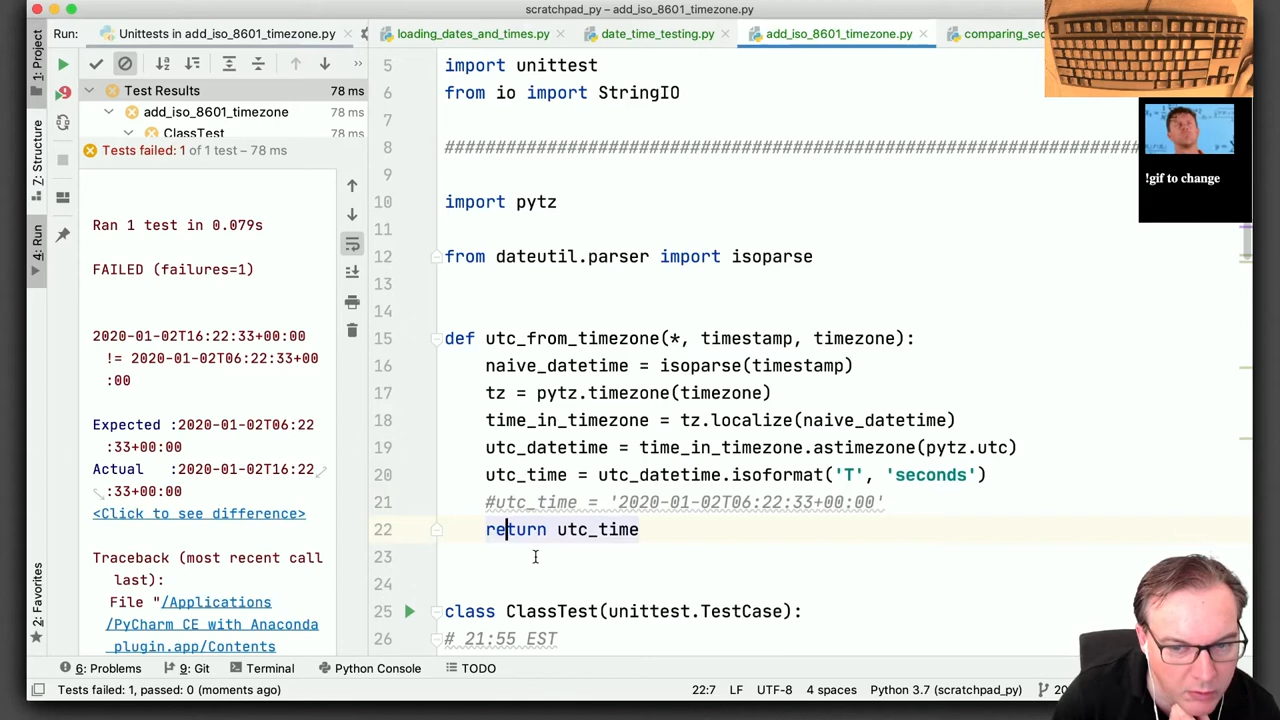 scratchpad_py – add_iso_8601_timezone.py
1: Project
Run:
Unittests in add_iso_8601_timezone.py
loading_dates_and_times.py
date_time_testing.py
add_iso_8601_timezone.py
Test Results
78 ms
add_iso_8601_timezone
78 ms
ClassTest
78 ms
Tests failed: 1 of 1 test – 78 ms
Ran 1 test in 0.079s
FAILED (failures=1)
2020-01-02T16:22:33+00:00
!= 2020-01-02T06:22:33+00
:00
Expected :2020-01-02T06:22
:33+00:00
Actual :2020-01-02T16:22
:33+00:00
<Click to see difference>
Traceback (most recent call
last):
File "/Applications
/PyCharm CE with Anaconda
plugin.app/Contents
Z: Structure
4: Run
2: Favorites
5 import unittest
6 from io import StringIO
7
8 ####################################################################
9
10 import pytz
11
12 from dateutil.parser import isoparse
13
14
15 def utc_from_timezone(*, timestamp, timezone):
16 naive_datetime = isoparse(timestamp)
17 tz = pytz.timezone(timezone)
18 time_in_timezone = tz.localize(naive_datetime)
19 utc_datetime = time_in_timezone.astimezone(pytz.utc)
20 utc_time = utc_datetime.isoformat('T', 'seconds')
21 #utc_time = '2020-01-02T06:22:33+00:00'
22 return utc_time
23
24
25 class ClassTest(unittest.TestCase):
26 # 21:55 EST
!gif to change
6: Problems
9: Git
Terminal
Python Console
TODO
Tests failed: 1, passed: 0 (moments ago)
22:7
LF
UTF-8
4 spaces
Python 3.7 (scratchpad_py)